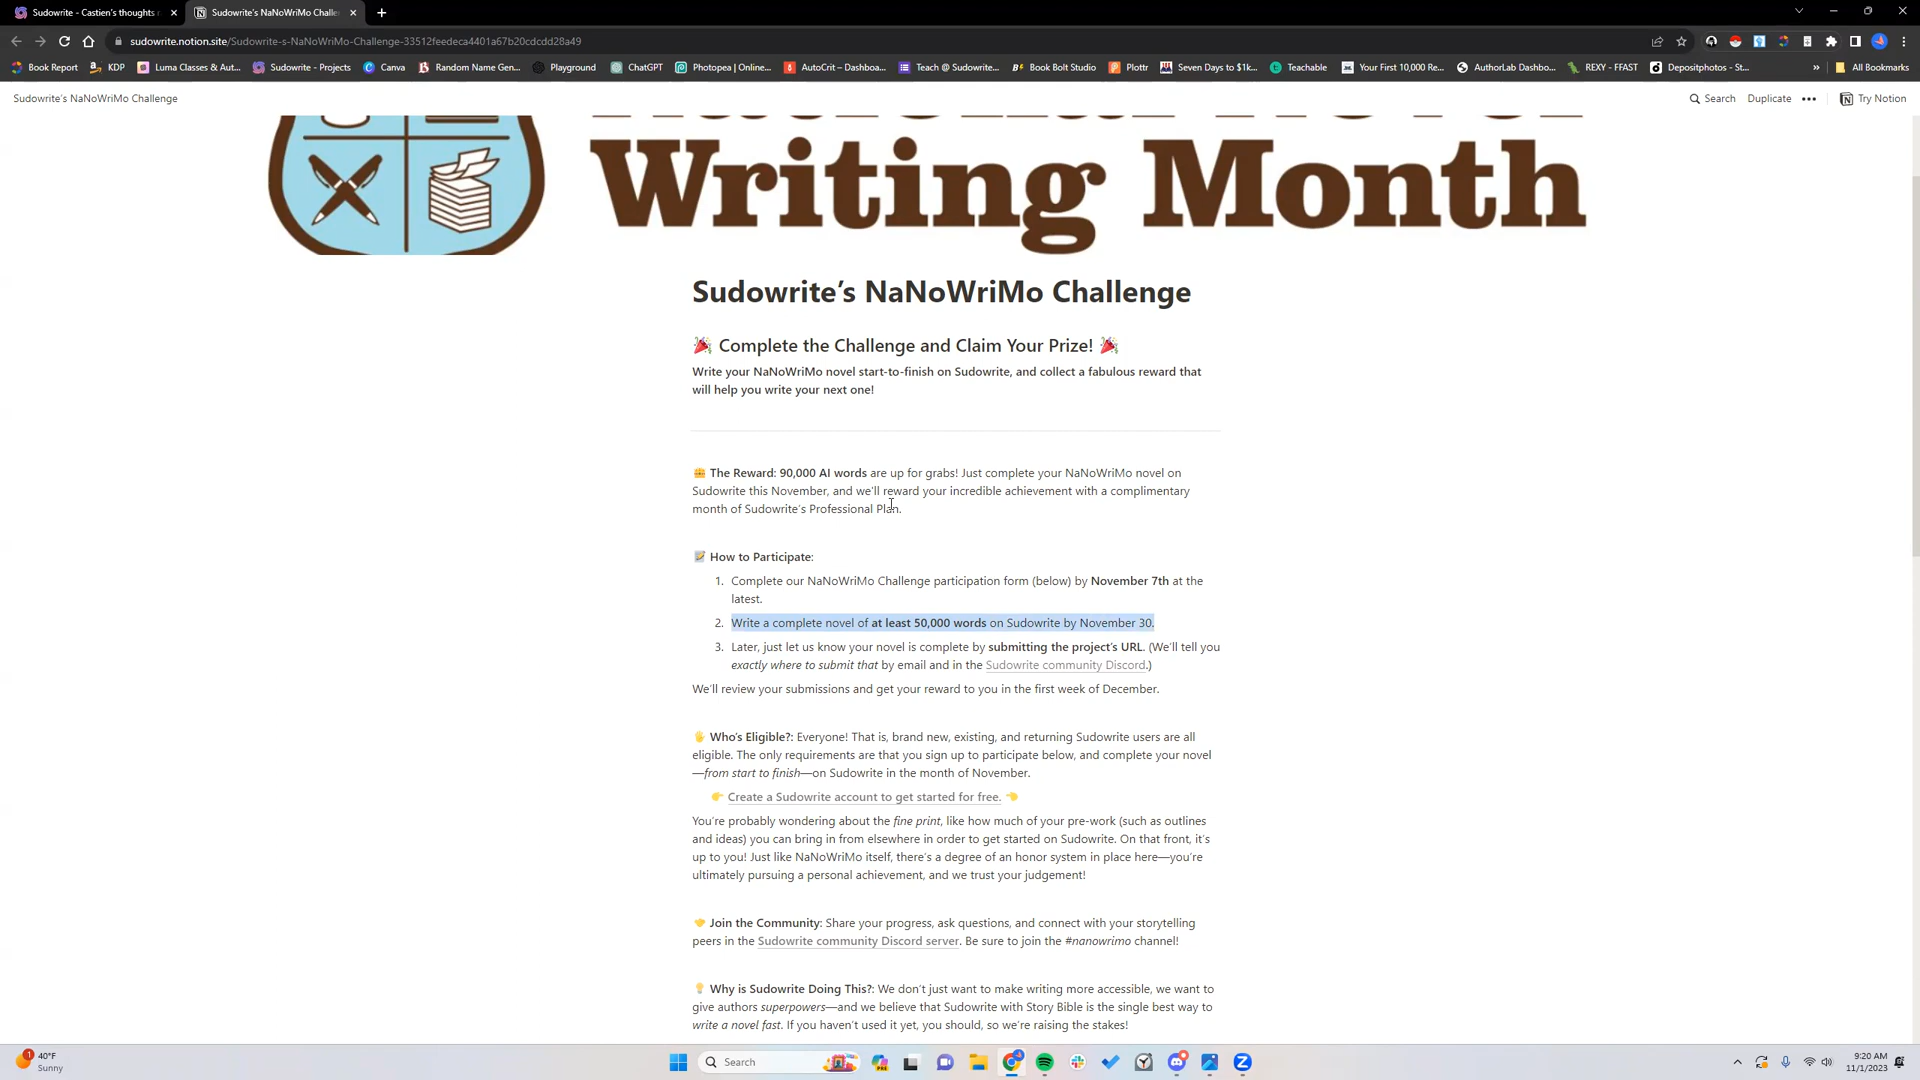 Sudowrite - Castien's thoughts
Sudowrite's NaNoWriMo Challe
sudowrite.notion.site/Sudowrite-s-NaNoWriMo-Challenge-33512feedeca4401a67b20cdcdd28a49
Book Report KDP Luma Classes & Aut... Sudowrite - Projects Canva Random Name Gen... Playground ChatGPT Photopea | Online... AutoCrit – Dashboa... Teach @ Sudowrite... Book Bolt Studio Plottr Seven Days to $1k... Teachable Your First 10,000 Re... AuthorLab Dashbo... REXY - FFAST Depositphotos - St... » All Bookmarks
Sudowrite's NaNoWriMo Challenge Search Duplicate ••• Try Notion
Writing Month
Sudowrite's NaNoWriMo Challenge
🎉 Complete the Challenge and Claim Your Prize! 🎉
Write your NaNoWriMo novel start-to-finish on Sudowrite, and collect a fabulous reward that
will help you write your next one!
The Reward: 90,000 AI words are up for grabs! Just complete your NaNoWriMo novel on
Sudowrite this November, and we'll reward your incredible achievement with a complimentary
month of Sudowrite's Professional Plan.
📝 How to Participate:
1. Complete our NaNoWriMo Challenge participation form (below) by November 7th at the
latest.
2. Write a complete novel of at least 50,000 words on Sudowrite by November 30.
3. Later, just let us know your novel is complete by submitting the project's URL. (We'll tell you
exactly where to submit that by email and in the Sudowrite community Discord.)
We'll review your submissions and get your reward to you in the first week of December.
Who's Eligible?: Everyone! That is, brand new, existing, and returning Sudowrite users are all
eligible. The only requirements are that you sign up to participate below, and complete your novel
—from start to finish—on Sudowrite in the month of November.
👉 Create a Sudowrite account to get started for free. 👈
You're probably wondering about the fine print, like how much of your pre-work (such as outlines
and ideas) you can bring in from elsewhere in order to get started on Sudowrite. On that front, it's
up to you! Just like NaNoWriMo itself, there's a degree of an honor system in place here—you're
ultimately pursuing a personal achievement, and we trust your judgement!
Join the Community: Share your progress, ask questions, and connect with your storytelling
peers in the Sudowrite community Discord server. Be sure to join the #nanowrimo channel!
💡 Why is Sudowrite Doing This?: We don't just want to make writing more accessible, we want to
give authors superpowers—and we believe that Sudowrite with Story Bible is the single best way to
write a novel fast. If you haven't used it yet, you should, so we're raising the stakes!
1 40°F
Sunny
Search
9:20 AM
11/1/2023